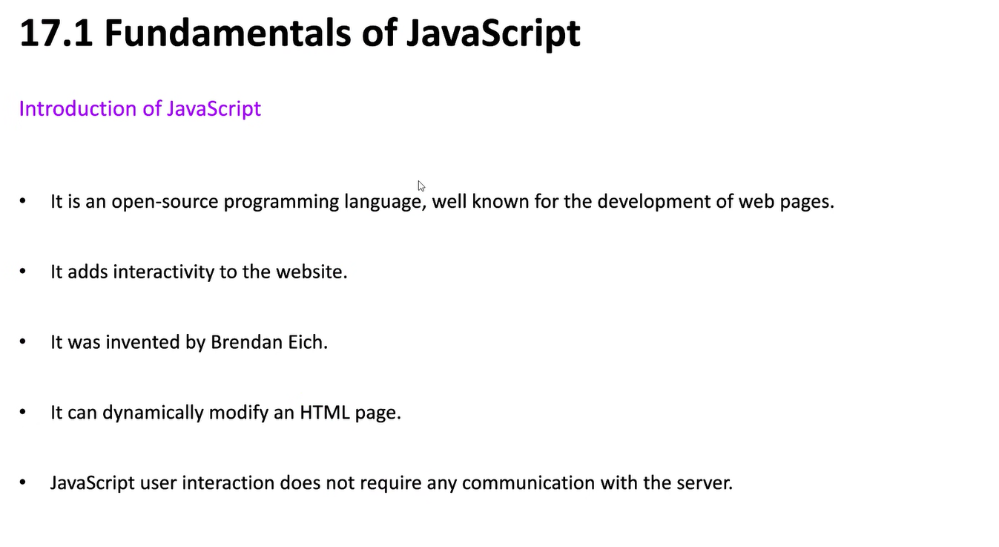 17.1 Fundamentals of JavaScript
Introduction of JavaScript
• It is an open-source programming language, well known for the development of web pages.
• It adds interactivity to the website.
• It was invented by Brendan Eich.
• It can dynamically modify an HTML page.
• JavaScript user interaction does not require any communication with the server.